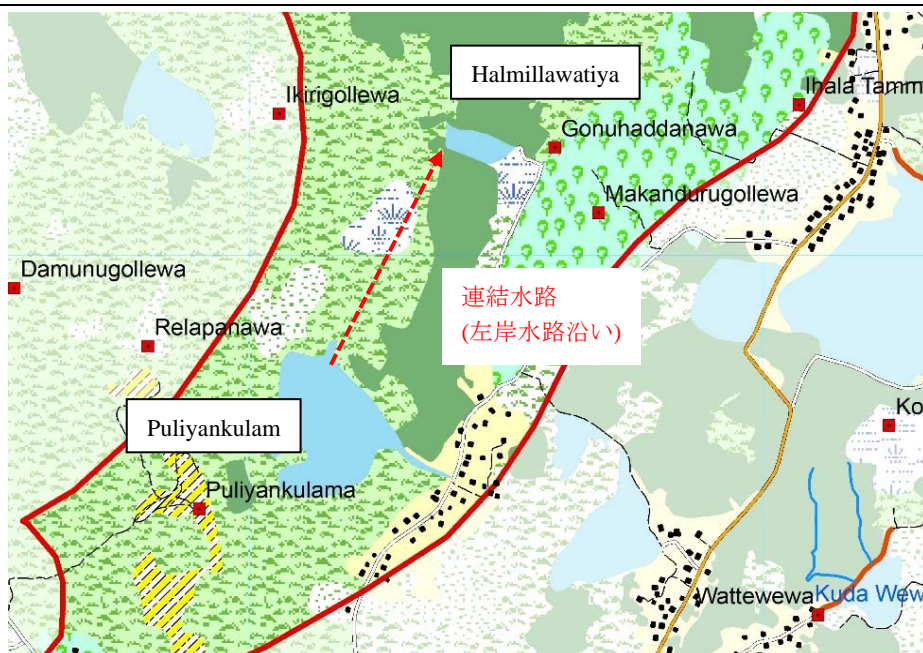 Halmillawatiya
Ikirigollewa
Ihala Tamm
Gonuhaddanawa
Makandurugollewa
Damunugollewa
連結水路
(左岸水路沿い)
Relapanawa
Puliyankulam
Ko
Puliyankulama
Wattewewa
Kuda Wew